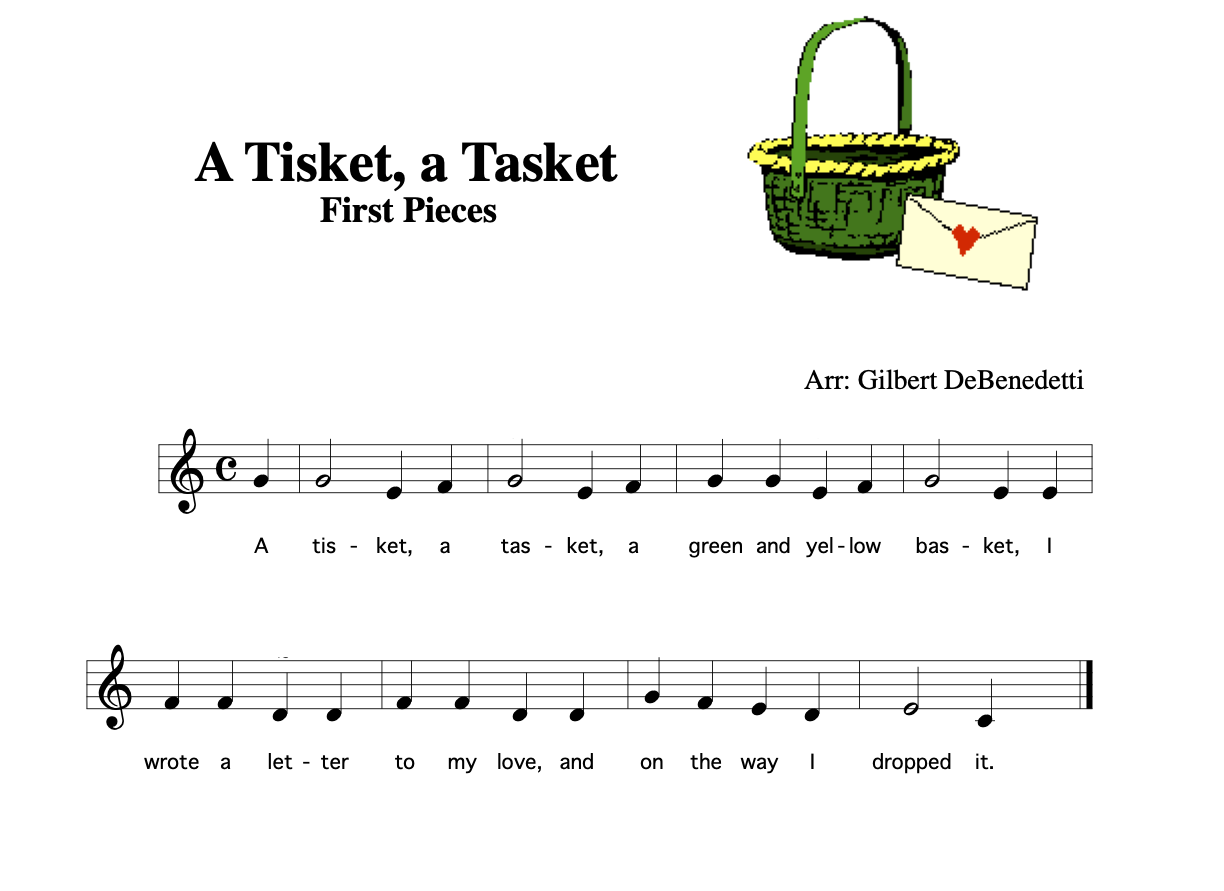 A Tisket, a Tasket
First Pieces
Arr: Gilbert DeBenedetti
A tis - ket, a tas - ket, a green and yel - low bas - ket, I
wrote a let - ter to my love, and on the way I dropped it.